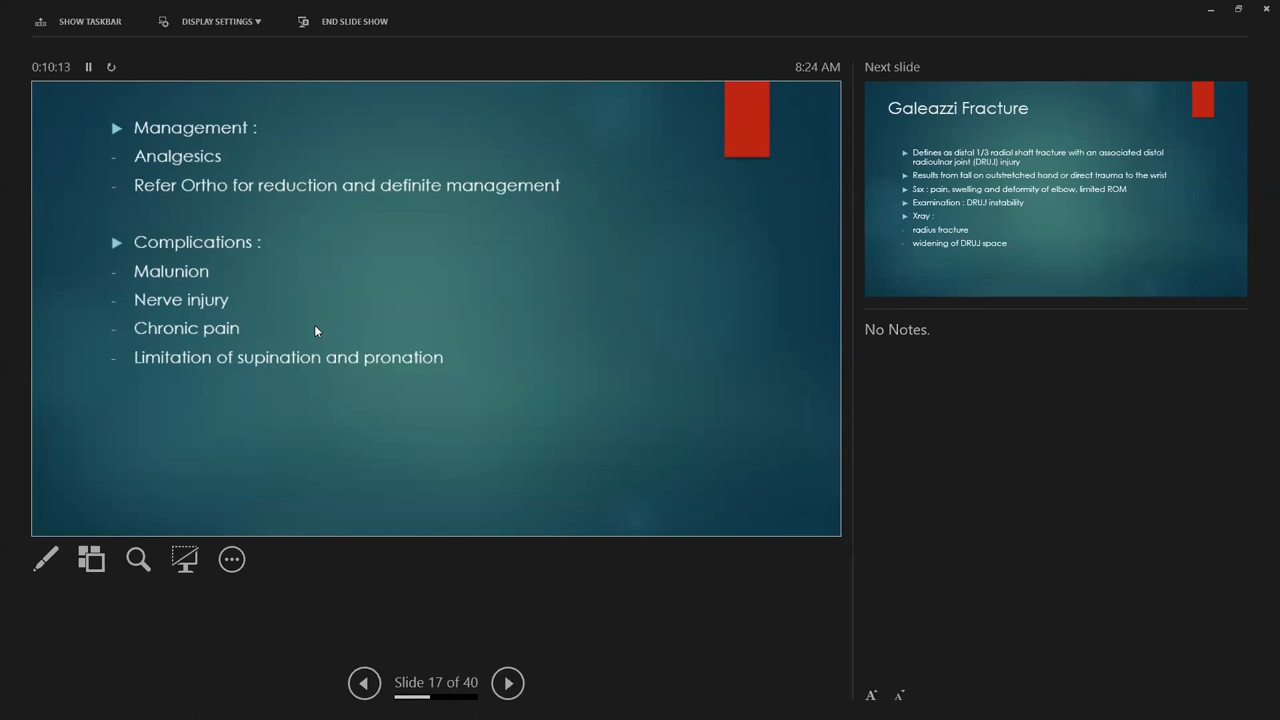 SHOW TASKBAR
DISPLAY SETTINGS
END SLIDE SHOW
0:10:13
8:24 AM
Management :
- Analgesics
- Refer Ortho for reduction and definite management
Complications :
- Malunion
- Nerve injury
- Chronic pain
- Limitation of supination and pronation
Slide 17 of 40
Next slide
Galeazzi Fracture
Defines as distal 1/3 radial shaft fracture with an associated distal
radioulnar joint (DRUJ) injury
Results from fall on outstretched hand or direct trauma to the wrist
Ssx : pain, swelling and deformity of elbow, limited ROM
Examination : DRUJ instability
Xray :
- radius fracture
- widening of DRUJ space
No Notes.
A A